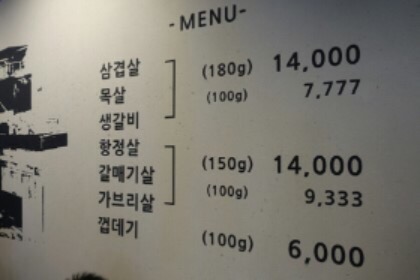 -MENU-
삼겹살 (180g) 14,000
목살 (100g) 7,777
생갈비
항정살
갈매기살 (150g) 14,000
가브리살 (100g) 9,333
껍데기 (100g) 6,000